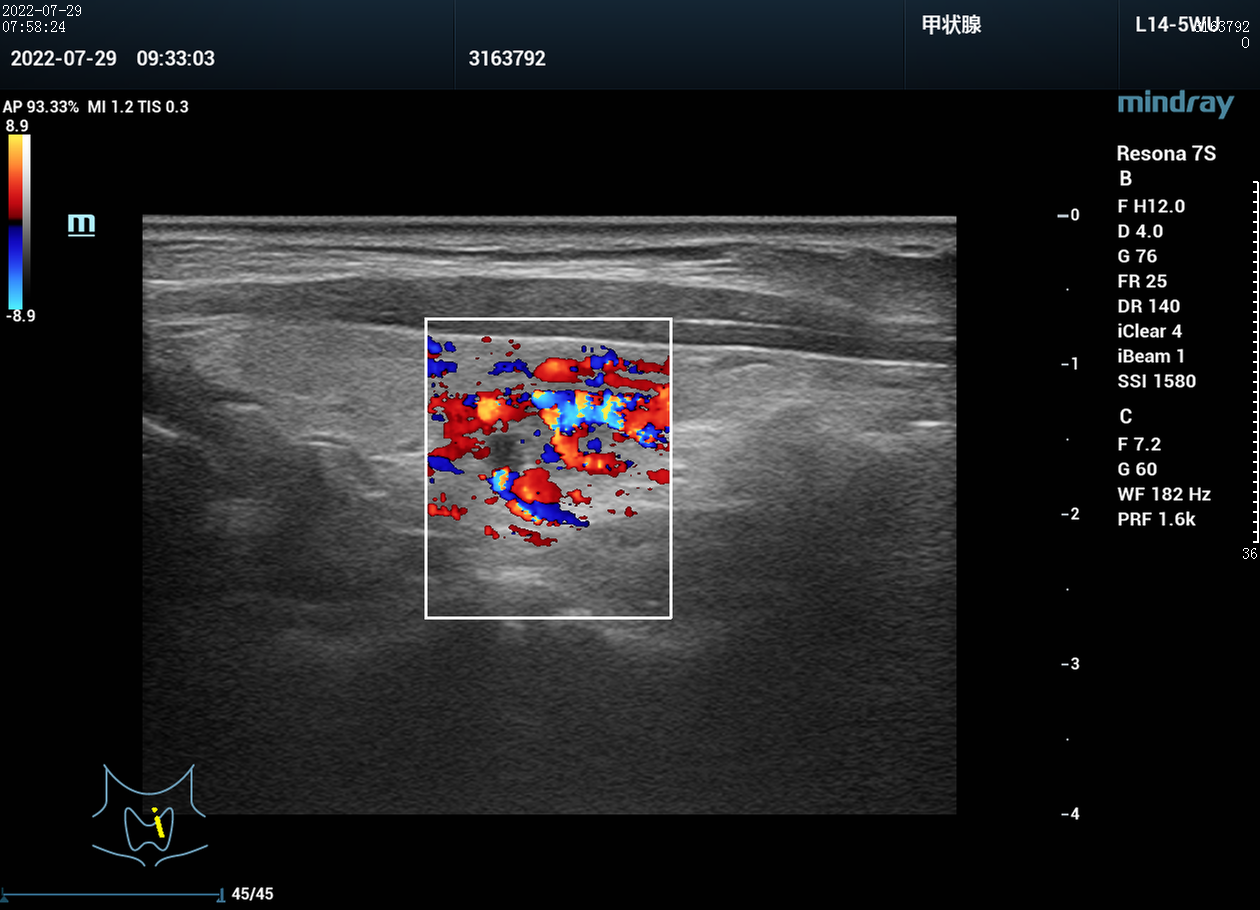 2022-07-29
07:58:24
2022-07-29 09:33:03
3163792
甲状腺
L14-5WU
3163792
0
AP 93.33% MI 1.2 TIS 0.3
8.9
-8.9
m
mindray
Resona 7S
B
F H12.0
D 4.0
G 76
FR 25
DR 140
iClear 4
iBeam 1
SSI 1580
C
F 7.2
G 60
WF 182 Hz
PRF 1.6k
0
-1
-2
-3
-4
36
45/45